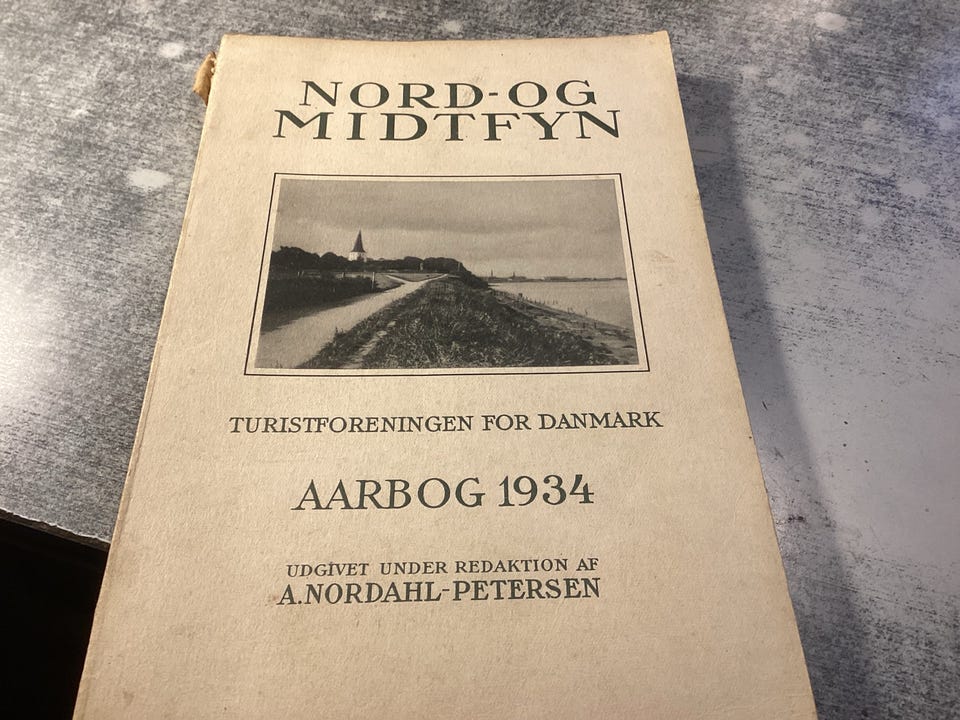 NORD-OG
MIDTFYN
TURISTFORENINGEN FOR DANMARK
AARBOG 1934
UDGIVET UNDER REDAKTION AF
A.NORDAHL-PETERSEN